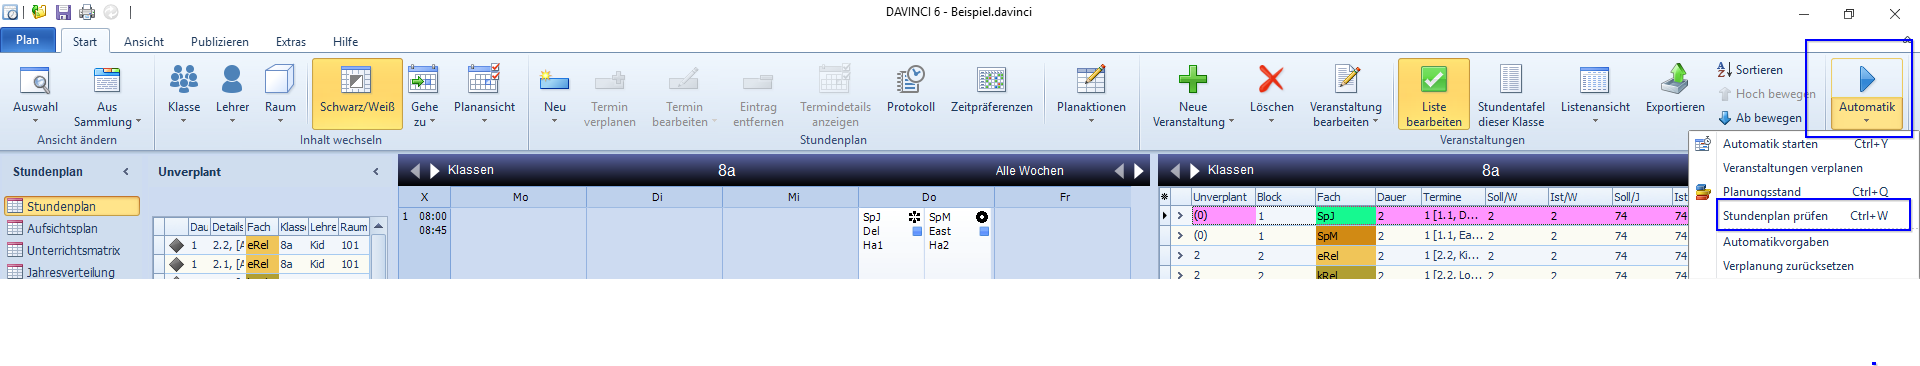 DAVINCI 6 - Beispiel.davinci
Plan Start Ansicht Publizieren Extras Hilfe
Auswahl
Aus Sammlung
Ansicht ändern
Klasse
Lehrer
Raum
Schwarz/Weiß
Gehe zu
Planansicht
Inhalt wechseln
Neu
Termin verplanen
Termin bearbeiten
Eintrag entfernen
Termindetails anzeigen
Protokoll
Zeitpräferenzen
Planaktionen
Stundenplan
Neue Veranstaltung
Löschen
Veranstaltung bearbeiten
Liste bearbeiten
Stundentafel dieser Klasse
Listenansicht
Exportieren
Sortieren
Hoch bewegen
Ab bewegen
Veranstaltungen
Automatik
Automatik starten Ctrl+Y
Veranstaltungen verplanen
Planungsstand Ctrl+Q
Stundenplan prüfen Ctrl+W
Automatikvorgaben
Verplanung zurücksetzen
Stundenplan
Stundenplan
Aufsichtsplan
Unterrichtsmatrix
Jahresverteilung
Unverplant
Dau Details Fach Klasse Lehre Raum
1 2.2, [A eRel 8a Kid 101
1 2.1, [A eRel 8a Kid 101
Klassen 8a Alle Wochen
X Mo Di Mi Do Fr
1 08:00 SpJ SpM
08:45 Del East
Ha1 Ha2
Klassen 8a
Unverplant Block Fach Dauer Termine Soll/W Ist/W Soll/J Ist
(0) 1 SpJ 2 1 [1.1, D... 2 2 74 74
(0) 1 SpM 2 1 [1.1, Ea... 2 2 74 74
2 2 eRel 2 1 [2.2, Ki... 2 2 74 74
2 2 kRel 2 1 [2.2, Lo... 2 2 74 74